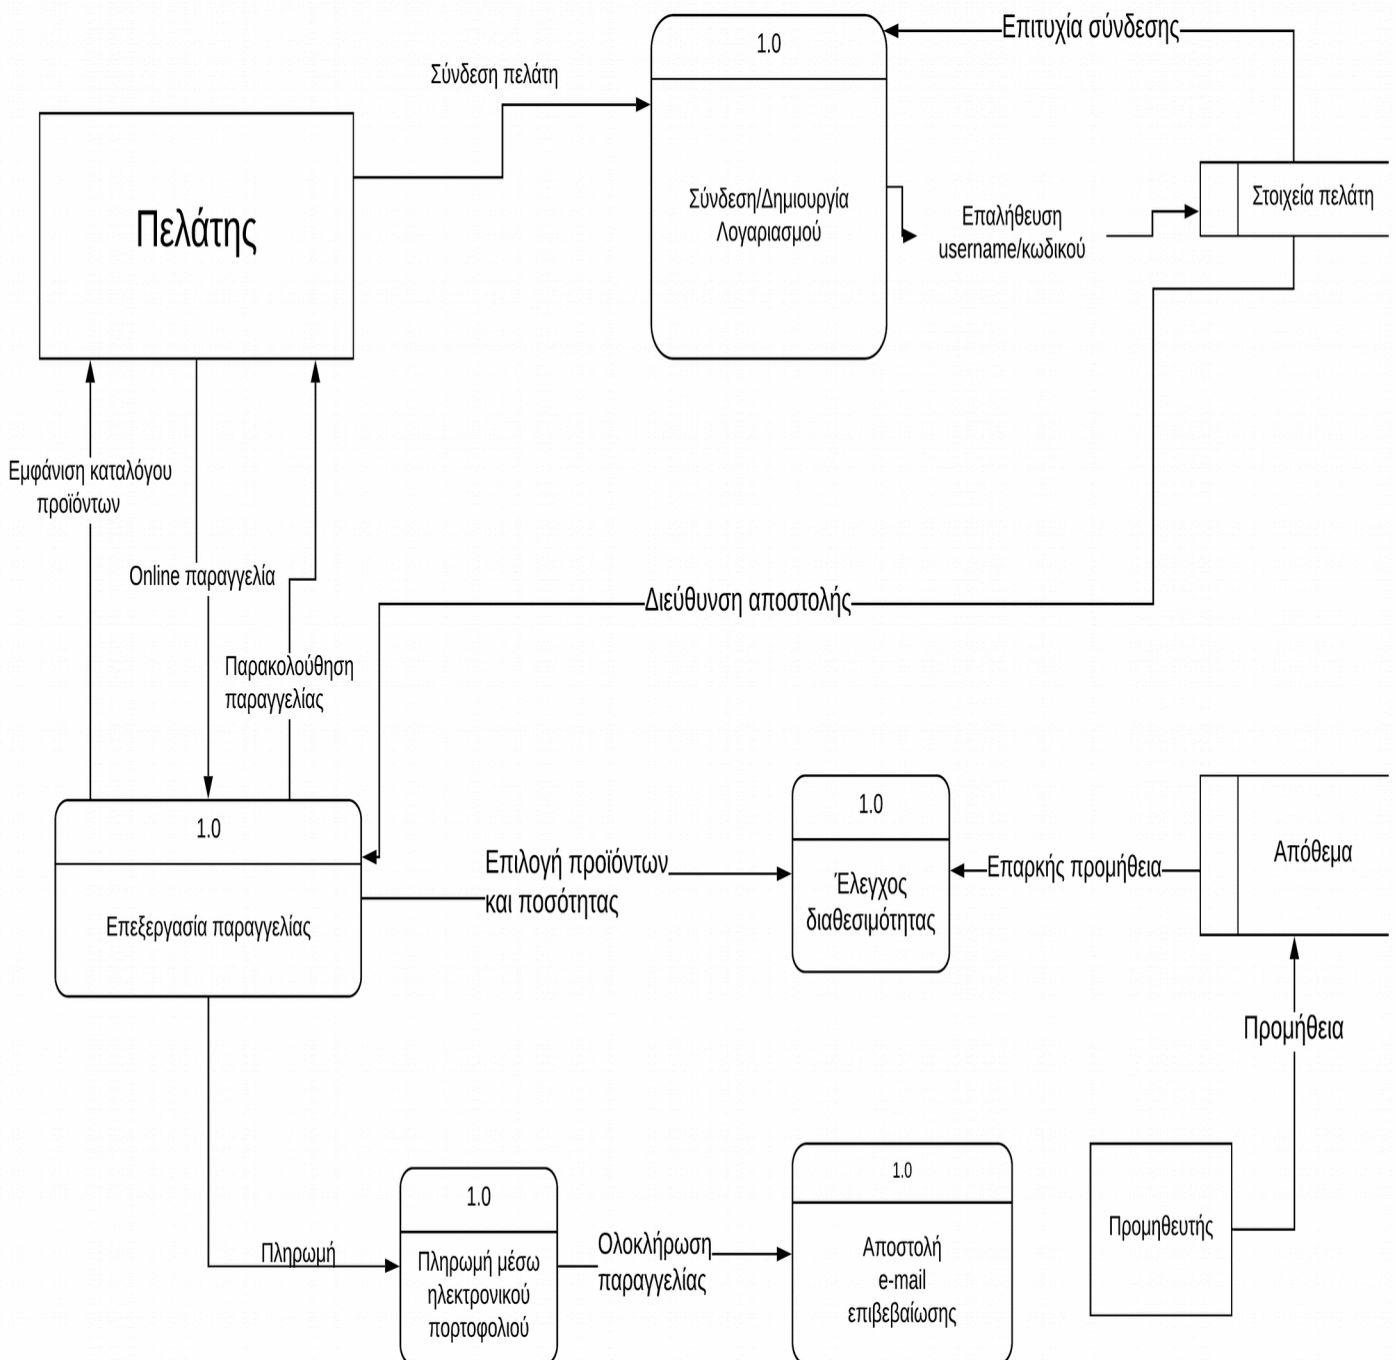 1.0
Επιτυχία σύνδεσης
Σύνδεση πελάτη
Πελάτης
Σύνδεση/Δημιουργία
Λογαριασμού
Επαλήθευση
username/κωδικού
Στοιχεία πελάτη
Εμφάνιση καταλόγου
προϊόντων
Online παραγγελία
Παρακολούθηση
παραγγελίας
Διεύθυνση αποστολής
1.0
Επεξεργασία παραγγελίας
Επιλογή προϊόντων
και ποσότητας
1.0
Έλεγχος
διαθεσιμότητας
Επαρκής προμήθεια
Απόθεμα
Προμήθεια
Προμηθευτής
Πληρωμή
1.0
Πληρωμή μέσω
ηλεκτρονικού
πορτοφολιού
Ολοκλήρωση
παραγγελίας
1.0
Αποστολή
e-mail
επιβεβαίωσης